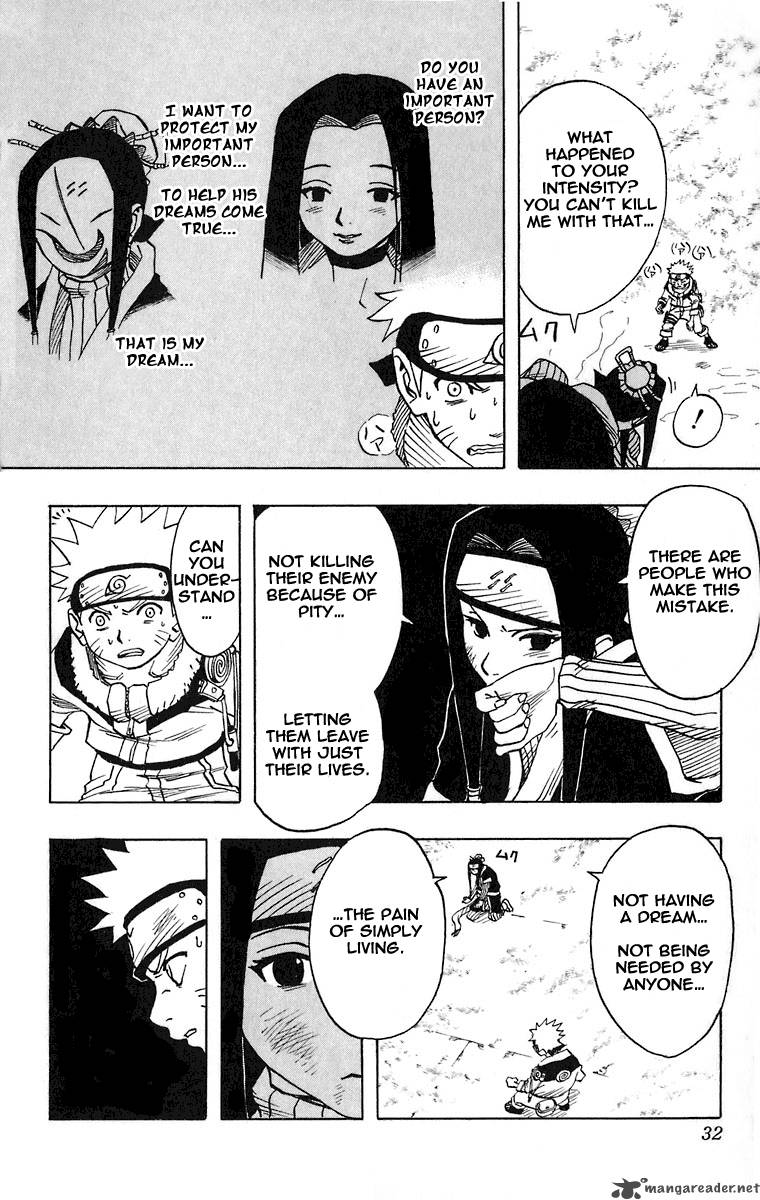 WHAT
HAPPENED
TO YOUR
INTENSITY?
YOU CAN'T KILL
ME WITH THAT...
!
DO YOU
HAVE AN
IMPORTANT
PERSON?
I WANT TO
PROTECT MY
IMPORTANT
PERSON...
TO HELP HIS
DREAMS COME
TRUE...
THAT IS MY
DREAM...
THERE ARE
PEOPLE WHO
MAKE THIS
MISTAKE.
NOT KILLING
THEIR ENEMY
BECAUSE OF
PITY...
LETTING
THEM LEAVE
WITH JUST
THEIR LIVES.
CAN
YOU
UNDER-
STAND
...
NOT HAVING
A DREAM...
NOT BEING
NEEDED BY
ANYONE...
...THE PAIN
OF SIMPLY
LIVING.
32
mangareader.net